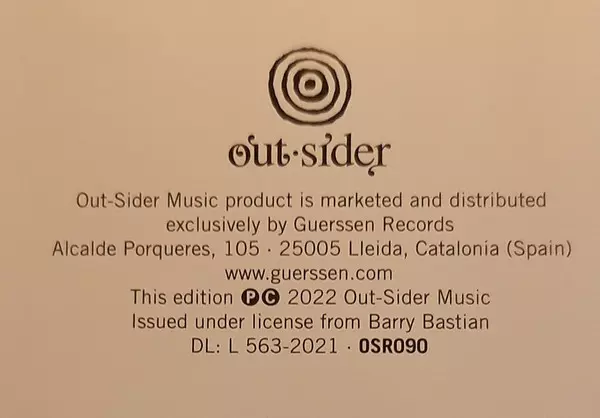 out·sider
Out-Sider Music product is marketed and distributed
exclusively by Guerssen Records
Alcalde Porqueres, 105 · 25005 Lleida, Catalonia (Spain)
www.guerssen.com
This edition ℗© 2022 Out-Sider Music
Issued under license from Barry Bastian
DL: L 563-2021 · OSR090